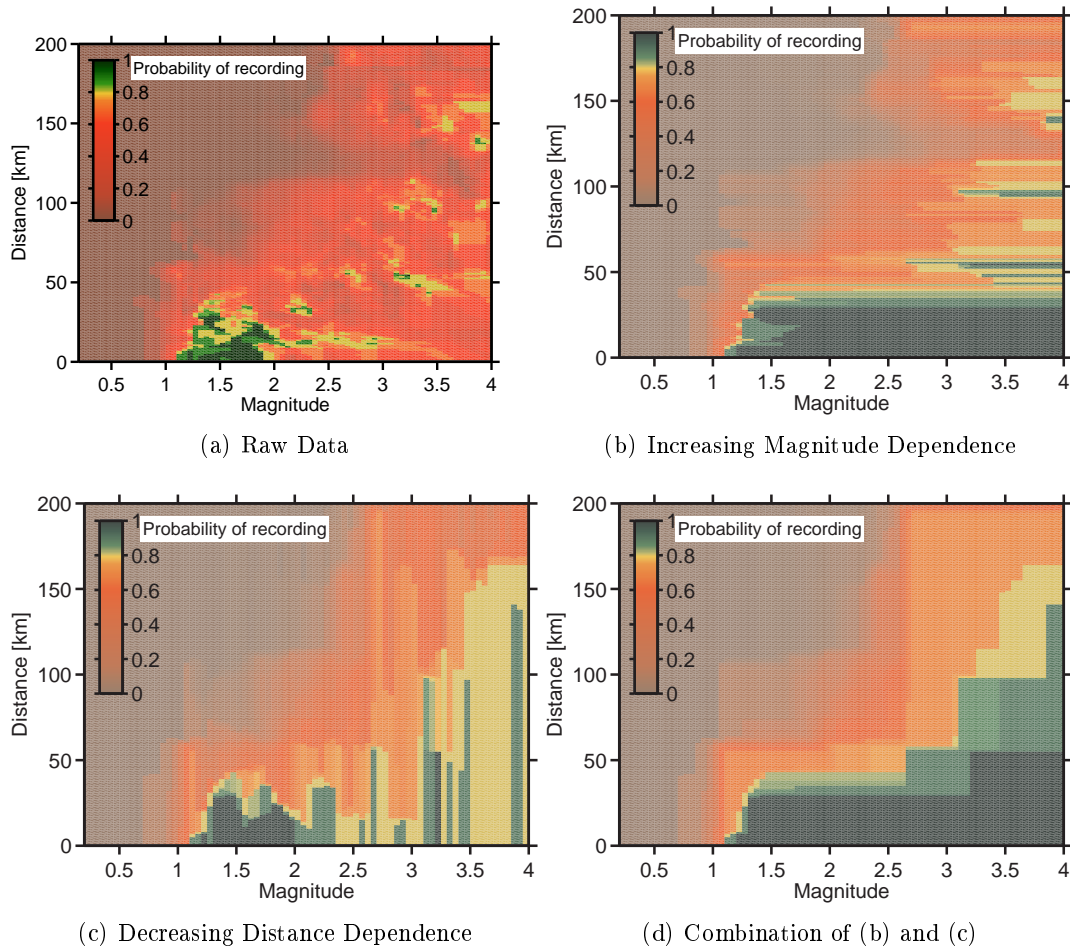 200
150
100
50
0
Distance [km]
Probability of recording
1
0.8
0.6
0.4
0.2
0
0.5 1 1.5 2 2.5 3 3.5 4
Magnitude
(a) Raw Data
200
150
100
50
0
Distance [km]
Probability of recording
1
0.8
0.6
0.4
0.2
0
0.5 1 1.5 2 2.5 3 3.5 4
Magnitude
(b) Increasing Magnitude Dependence
200
150
100
50
0
Distance [km]
Probability of recording
1
0.8
0.6
0.4
0.2
0
0.5 1 1.5 2 2.5 3 3.5 4
Magnitude
(c) Decreasing Distance Dependence
200
150
100
50
0
Distance [km]
Probability of recording
1
0.8
0.6
0.4
0.2
0
0.5 1 1.5 2 2.5 3 3.5 4
Magnitude
(d) Combination of (b) and (c)